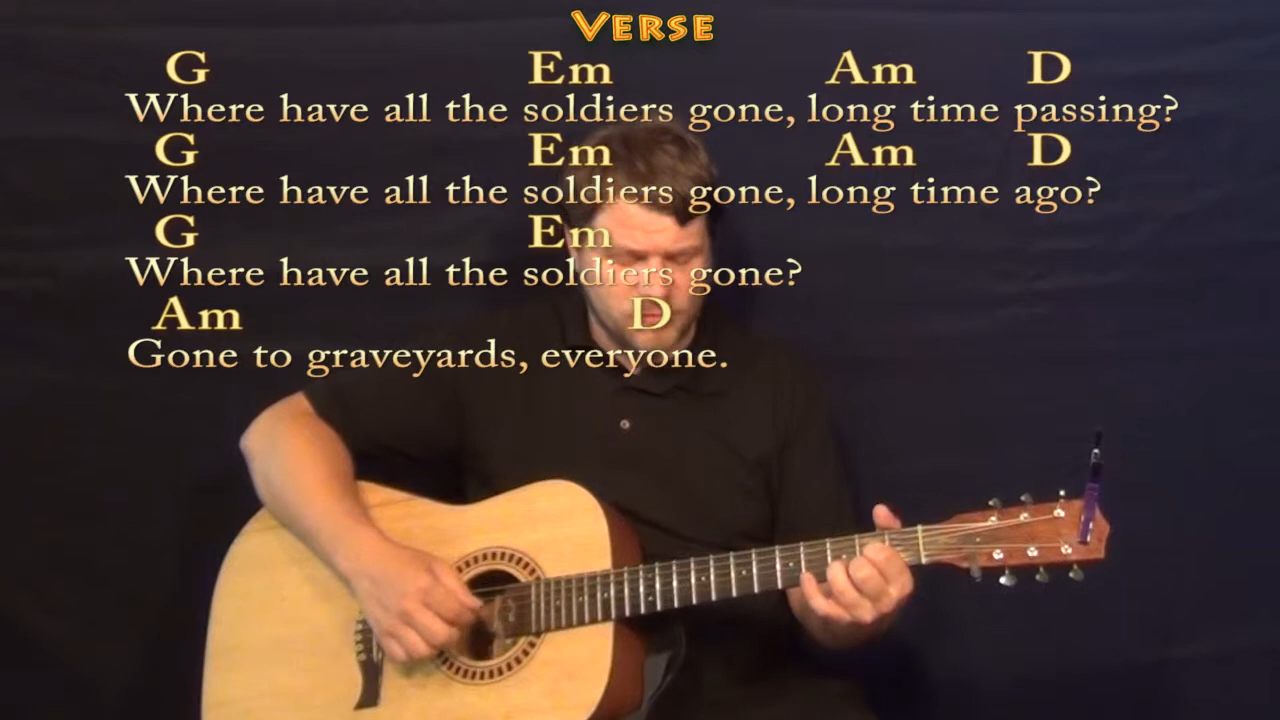 VERSE
G Em Am D
Where have all the soldiers gone, long time passing?
G Em Am D
Where have all the soldiers gone, long time ago?
G Em
Where have all the soldiers gone?
Am D
Gone to graveyards, everyone.